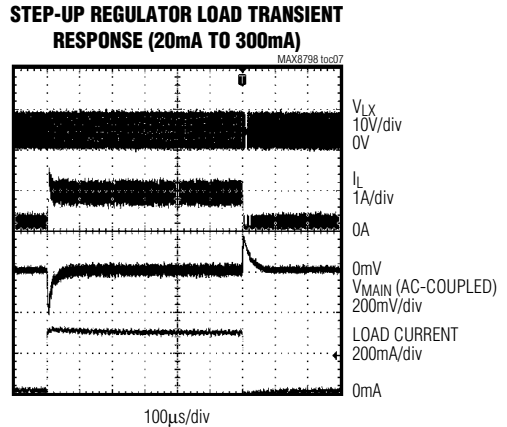 STEP-UP REGULATOR LOAD TRANSIENT
RESPONSE (20mA TO 300mA)
MAX8798 toc07
VLX
10V/div
0V
IL
1A/div
0A
0mV
VMAIN (AC-COUPLED)
200mV/div
LOAD CURRENT
200mA/div
0mA
100µs/div